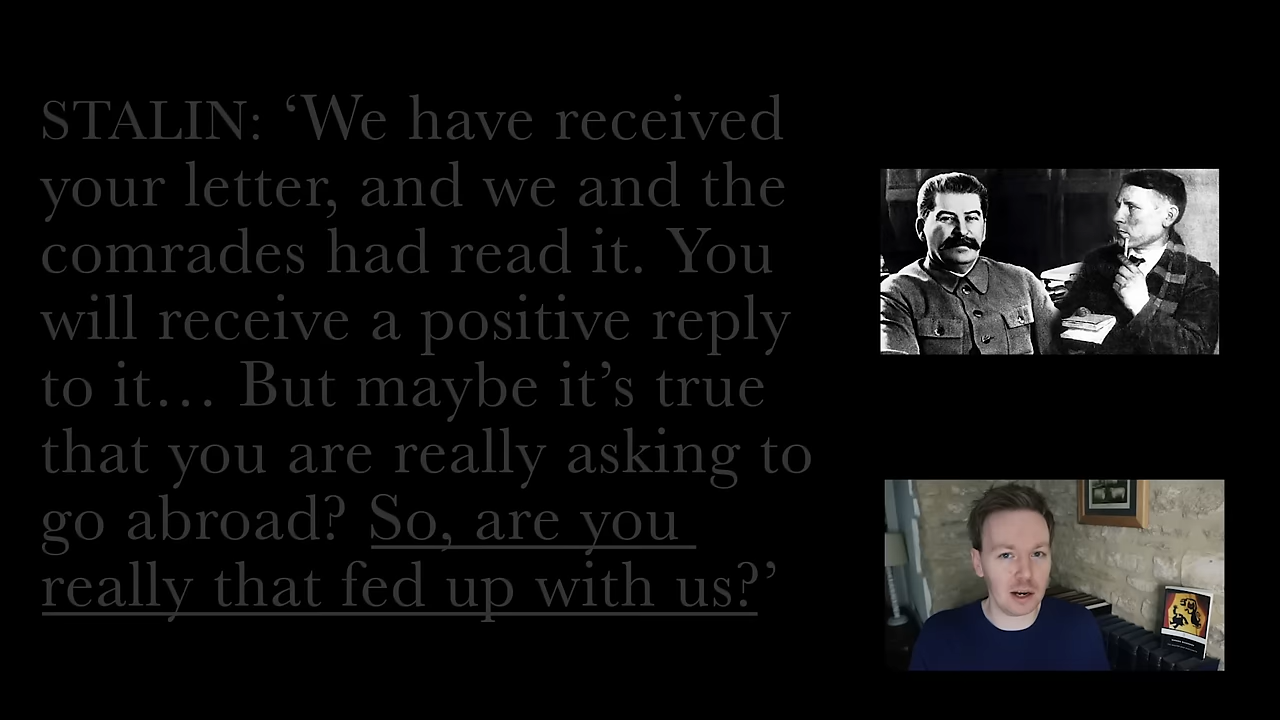 STALIN: ‘We have received
your letter, and we and the
comrades had read it. You
will receive a positive reply
to it… But maybe it’s true
that you are really asking to
go abroad? So, are you
really that fed up with us?’